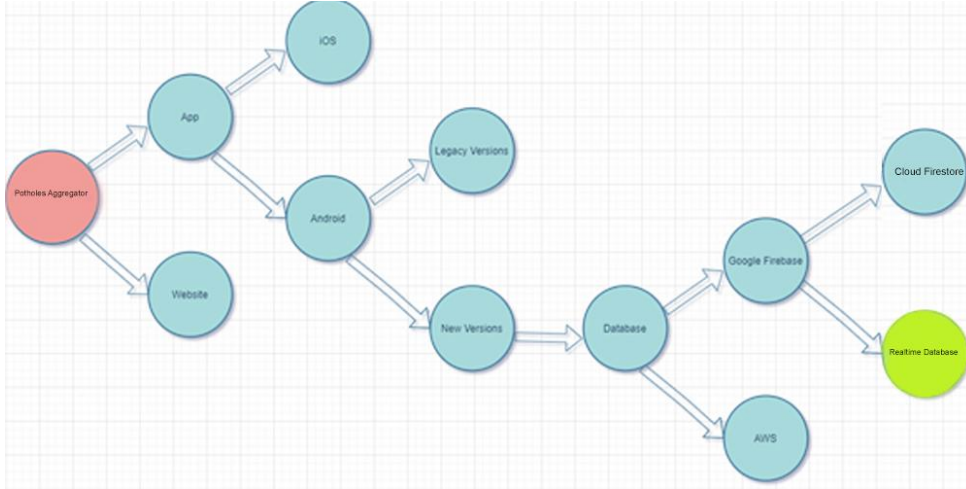 iOS
App
Legacy Versions
Cloud Firestore
Potholes Aggregator
Android
Google Firebase
Website
New Versions
Database
Realtime Database
AWS